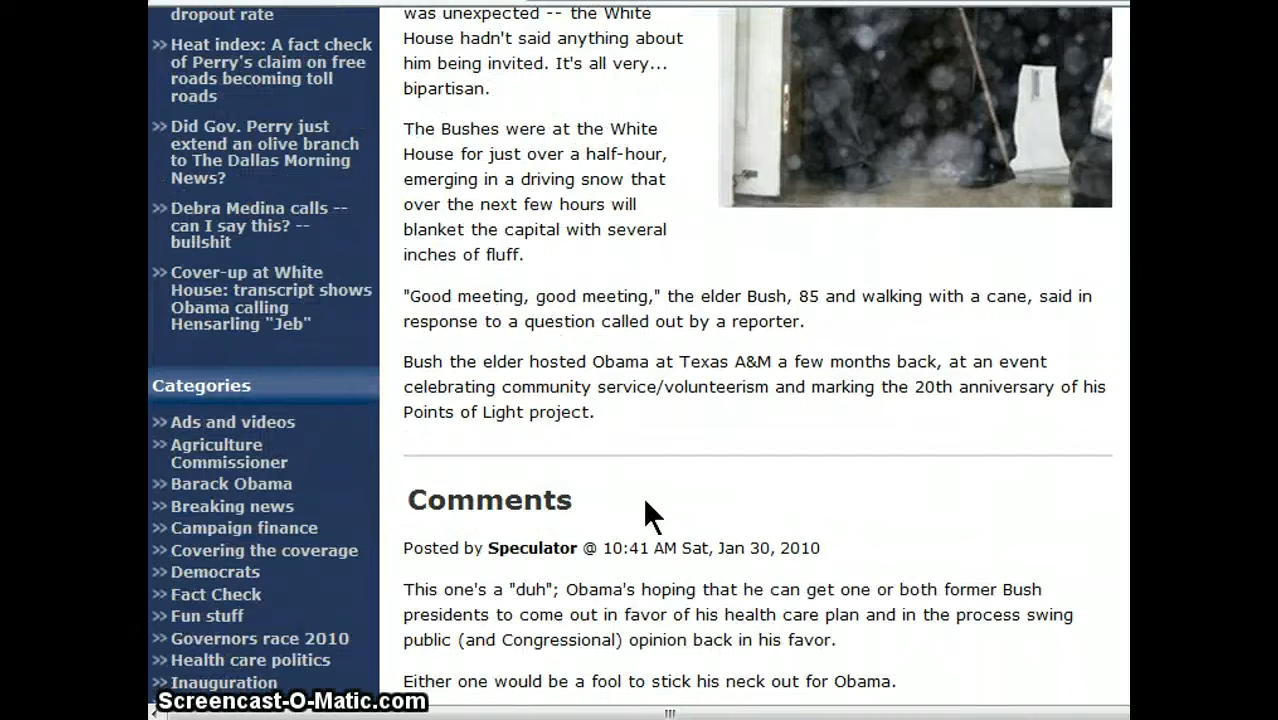 dropout rate
>> Heat index: A fact check
of Perry's claim on free
roads becoming toll
roads
>> Did Gov. Perry just
extend an olive branch
to The Dallas Morning
News?
>> Debra Medina calls --
can I say this? --
bullshit
>> Cover-up at White
House: transcript shows
Obama calling
Hensarling "Jeb"
Categories
>> Ads and videos
>> Agriculture
Commissioner
>> Barack Obama
>> Breaking news
>> Campaign finance
>> Covering the coverage
>> Democrats
>> Fact Check
>> Fun stuff
>> Governors race 2010
>> Health care politics
>> Inauguration
was unexpected -- the White
House hadn't said anything about
him being invited. It's all very...
bipartisan.
The Bushes were at the White
House for just over a half-hour,
emerging in a driving snow that
over the next few hours will
blanket the capital with several
inches of fluff.
"Good meeting, good meeting," the elder Bush, 85 and walking with a cane, said in
response to a question called out by a reporter.
Bush the elder hosted Obama at Texas A&M a few months back, at an event
celebrating community service/volunteerism and marking the 20th anniversary of his
Points of Light project.
Comments
Posted by Speculator @ 10:41 AM Sat, Jan 30, 2010
This one's a "duh"; Obama's hoping that he can get one or both former Bush
presidents to come out in favor of his health care plan and in the process swing
public (and Congressional) opinion back in his favor.
Either one would be a fool to stick his neck out for Obama.
Screencast-O-Matic.com